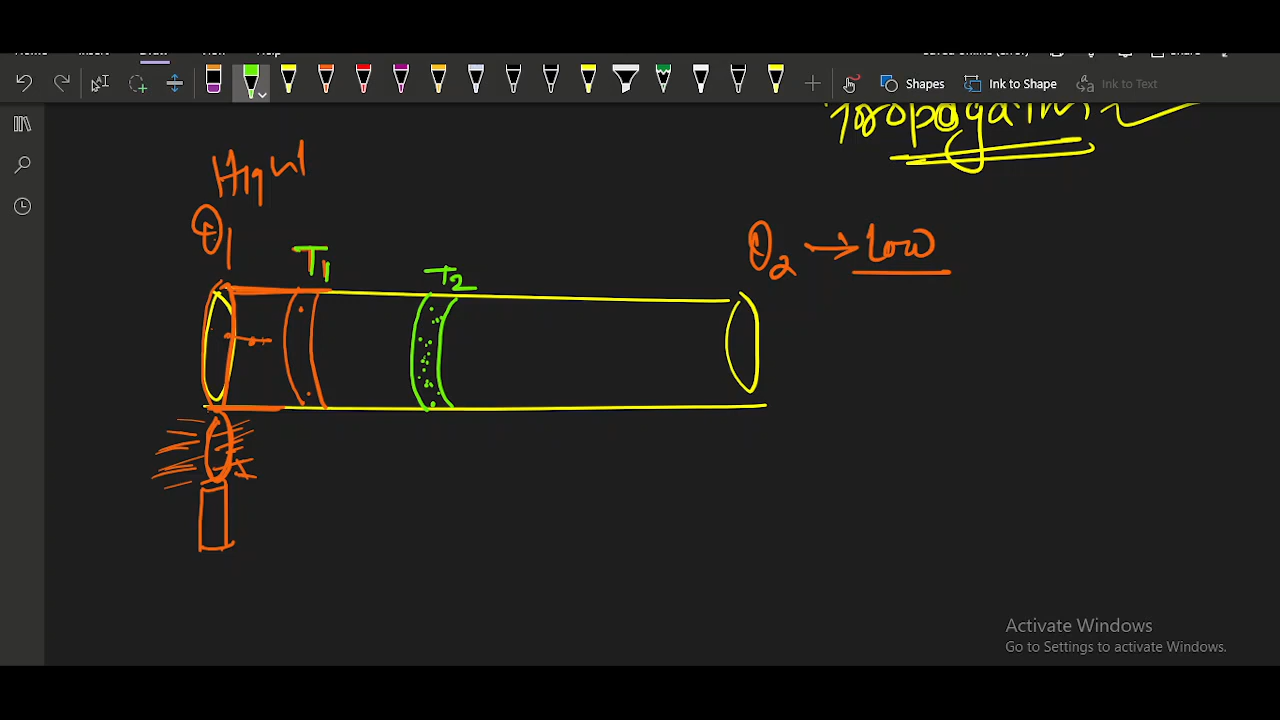 Shapes
Ink to Shape
Ink to Text
High
θ1
T1
T2
θ2 → Low
Activate Windows
Go to Settings to activate Windows.